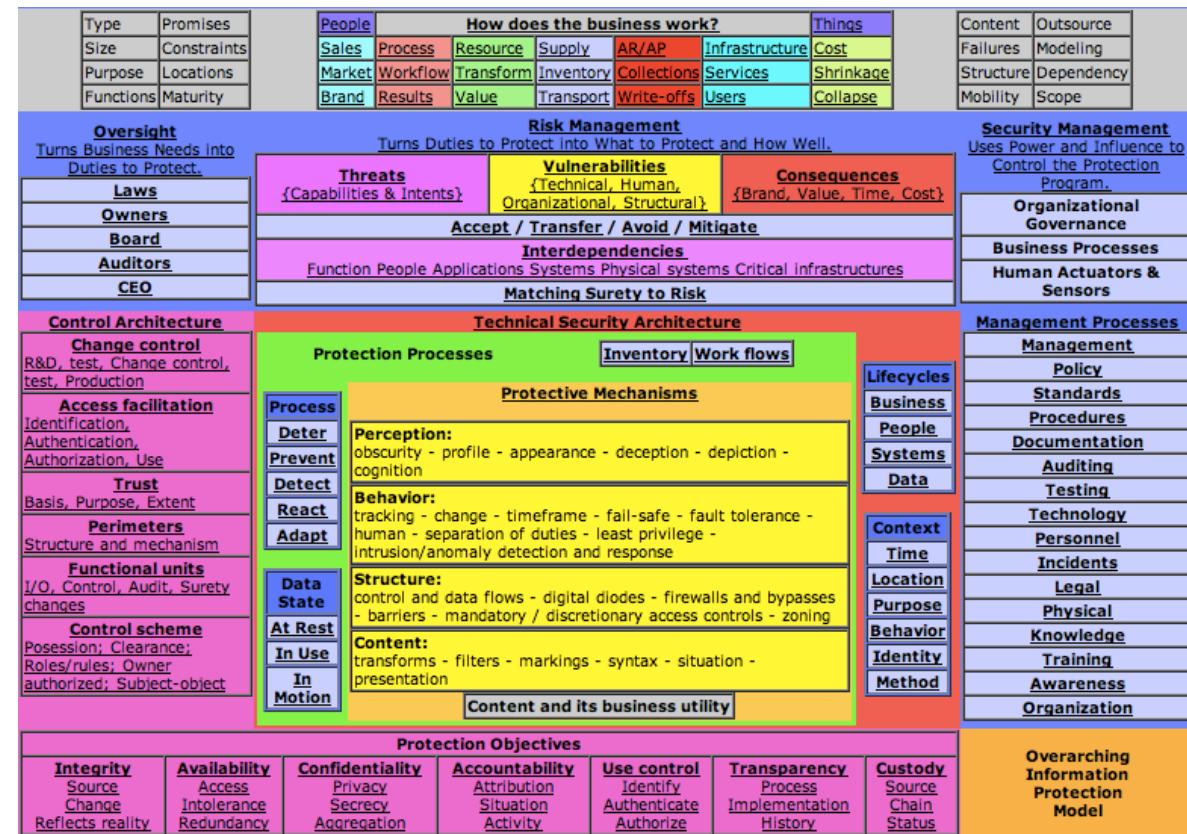 Type Promises
Size Constraints
Purpose Locations
Functions Maturity
People How does the business work? Things
Sales Process Resource Supply AR/AP Infrastructure Cost
Market Workflow Transform Inventory Collections Services Shrinkage
Brand Results Value Transport Write-offs Users Collapse
Content Outsource
Failures Modeling
Structure Dependency
Mobility Scope
Oversight
Turns Business Needs into
Duties to Protect.
Laws
Owners
Board
Auditors
CEO
Risk Management
Turns Duties to Protect into What to Protect and How Well.
Threats
{Capabilities & Intents}
Vulnerabilities
{Technical, Human,
Organizational, Structural}
Consequences
{Brand, Value, Time, Cost}
Accept / Transfer / Avoid / Mitigate
Interdependencies
Function People Applications Systems Physical systems Critical infrastructures
Matching Surety to Risk
Security Management
Uses Power and Influence to
Control the Protection
Program.
Organizational
Governance
Business Processes
Human Actuators &
Sensors
Control Architecture
Change control
R&D, test, Change control,
test, Production
Access facilitation
Identification,
Authentication,
Authorization, Use
Trust
Basis, Purpose, Extent
Perimeters
Structure and mechanism
Functional units
I/O, Control, Audit, Surety
changes
Control scheme
Posession; Clearance;
Roles/rules; Owner
authorized; Subject-object
Technical Security Architecture
Protection Processes
Inventory Work flows
Process
Deter
Prevent
Detect
React
Adapt
Data
State
At Rest
In Use
In
Motion
Protective Mechanisms
Perception:
obscurity - profile - appearance - deception - depiction -
cognition
Behavior:
tracking - change - timeframe - fail-safe - fault tolerance -
human - separation of duties - least privilege -
intrusion/anomaly detection and response
Structure:
control and data flows - digital diodes - firewalls and bypasses
- barriers - mandatory / discretionary access controls - zoning
Content:
transforms - filters - markings - syntax - situation -
presentation
Content and its business utility
Lifecycles
Business
People
Systems
Data
Context
Time
Location
Purpose
Behavior
Identity
Method
Management Processes
Management
Policy
Standards
Procedures
Documentation
Auditing
Testing
Technology
Personnel
Incidents
Legal
Physical
Knowledge
Training
Awareness
Organization
Protection Objectives
Integrity
Source
Change
Reflects reality
Availability
Access
Intolerance
Redundancy
Confidentiality
Privacy
Secrecy
Aggregation
Accountability
Attribution
Situation
Activity
Use control
Identify
Authenticate
Authorize
Transparency
Process
Implementation
History
Custody
Source
Chain
Status
Overarching
Information
Protection
Model